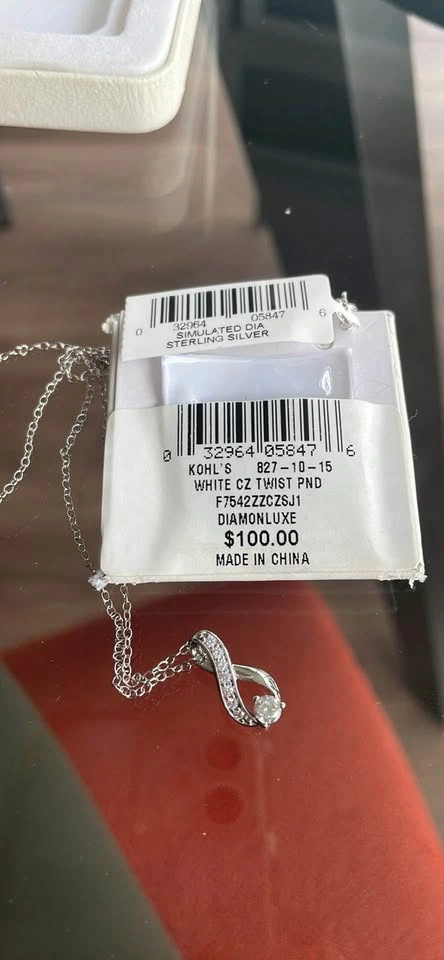 0 32964 05847 6
SIMULATED DIA
STERLING SILVER
0 32964 05847 6
KOHL'S 827-10-15
WHITE CZ TWIST PND
F7542ZZCZSJ1
DIAMONLUXE
$100.00
MADE IN CHINA